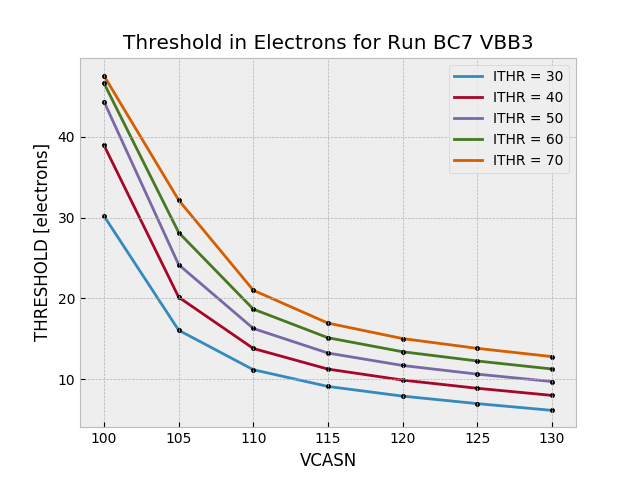 Threshold in Electrons for Run BC7 VBB3
ITHR = 30
ITHR = 40
ITHR = 50
ITHR = 60
ITHR = 70
THRESHOLD [electrons]
40
30
20
10
100 105 110 115 120 125 130
VCASN